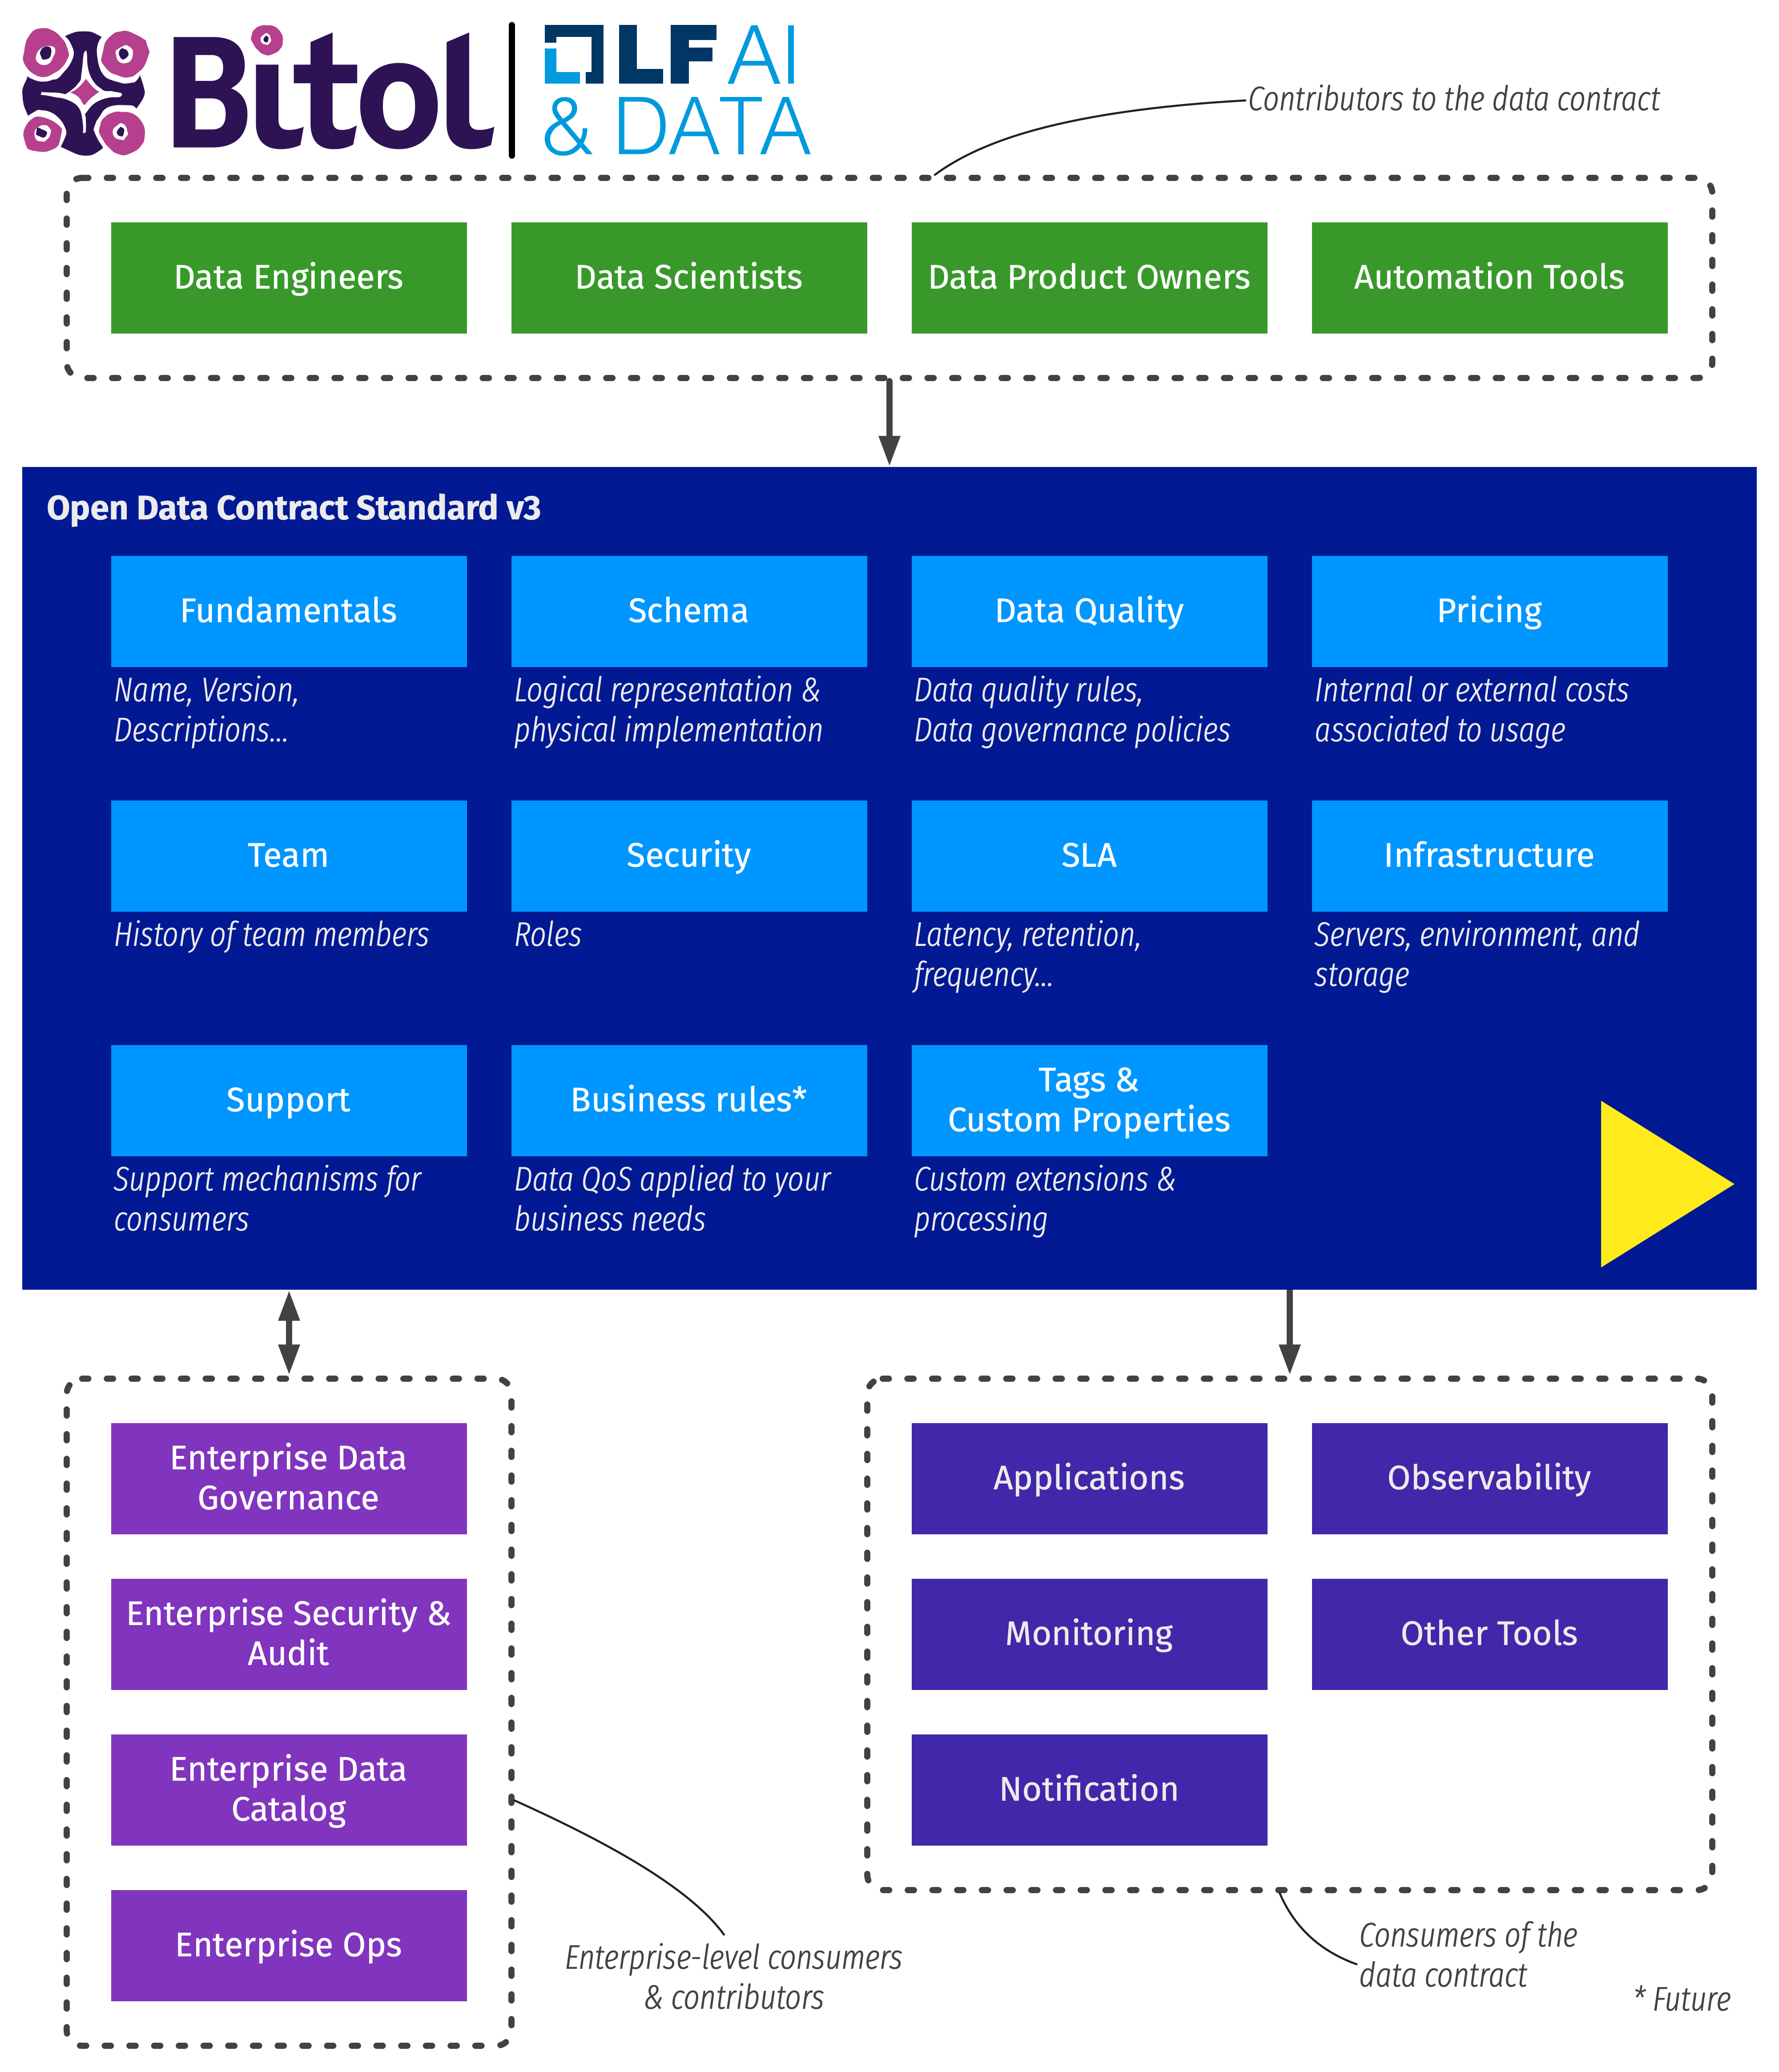 Bitol
LF AI
& DATA
Contributors to the data contract
Data Engineers
Data Scientists
Data Product Owners
Automation Tools
Open Data Contract Standard v3
Fundamentals
Name, Version,
Descriptions...
Schema
Logical representation &
physical implementation
Data Quality
Data quality rules,
Data governance policies
Pricing
Internal or external costs
associated to usage
Team
History of team members
Security
Roles
SLA
Latency, retention,
frequency...
Infrastructure
Servers, environment, and
storage
Support
Support mechanisms for
consumers
Business rules*
Data QoS applied to your
business needs
Tags &
Custom Properties
Custom extensions &
processing
Enterprise Data
Governance
Enterprise Security &
Audit
Enterprise Data
Catalog
Enterprise Ops
Enterprise-level consumers
& contributors
Applications
Observability
Monitoring
Other Tools
Notification
Consumers of the
data contract
* Future